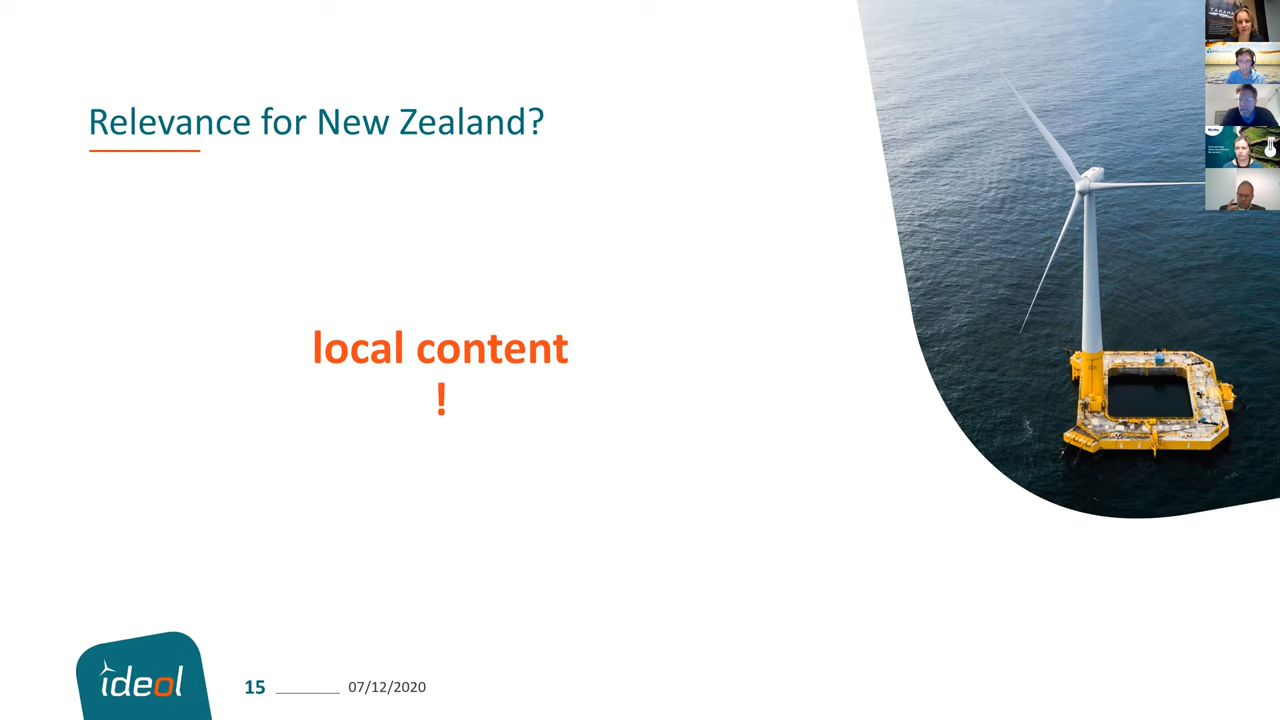 Relevance for New Zealand?
local content
!
ideol
15
07/12/2020